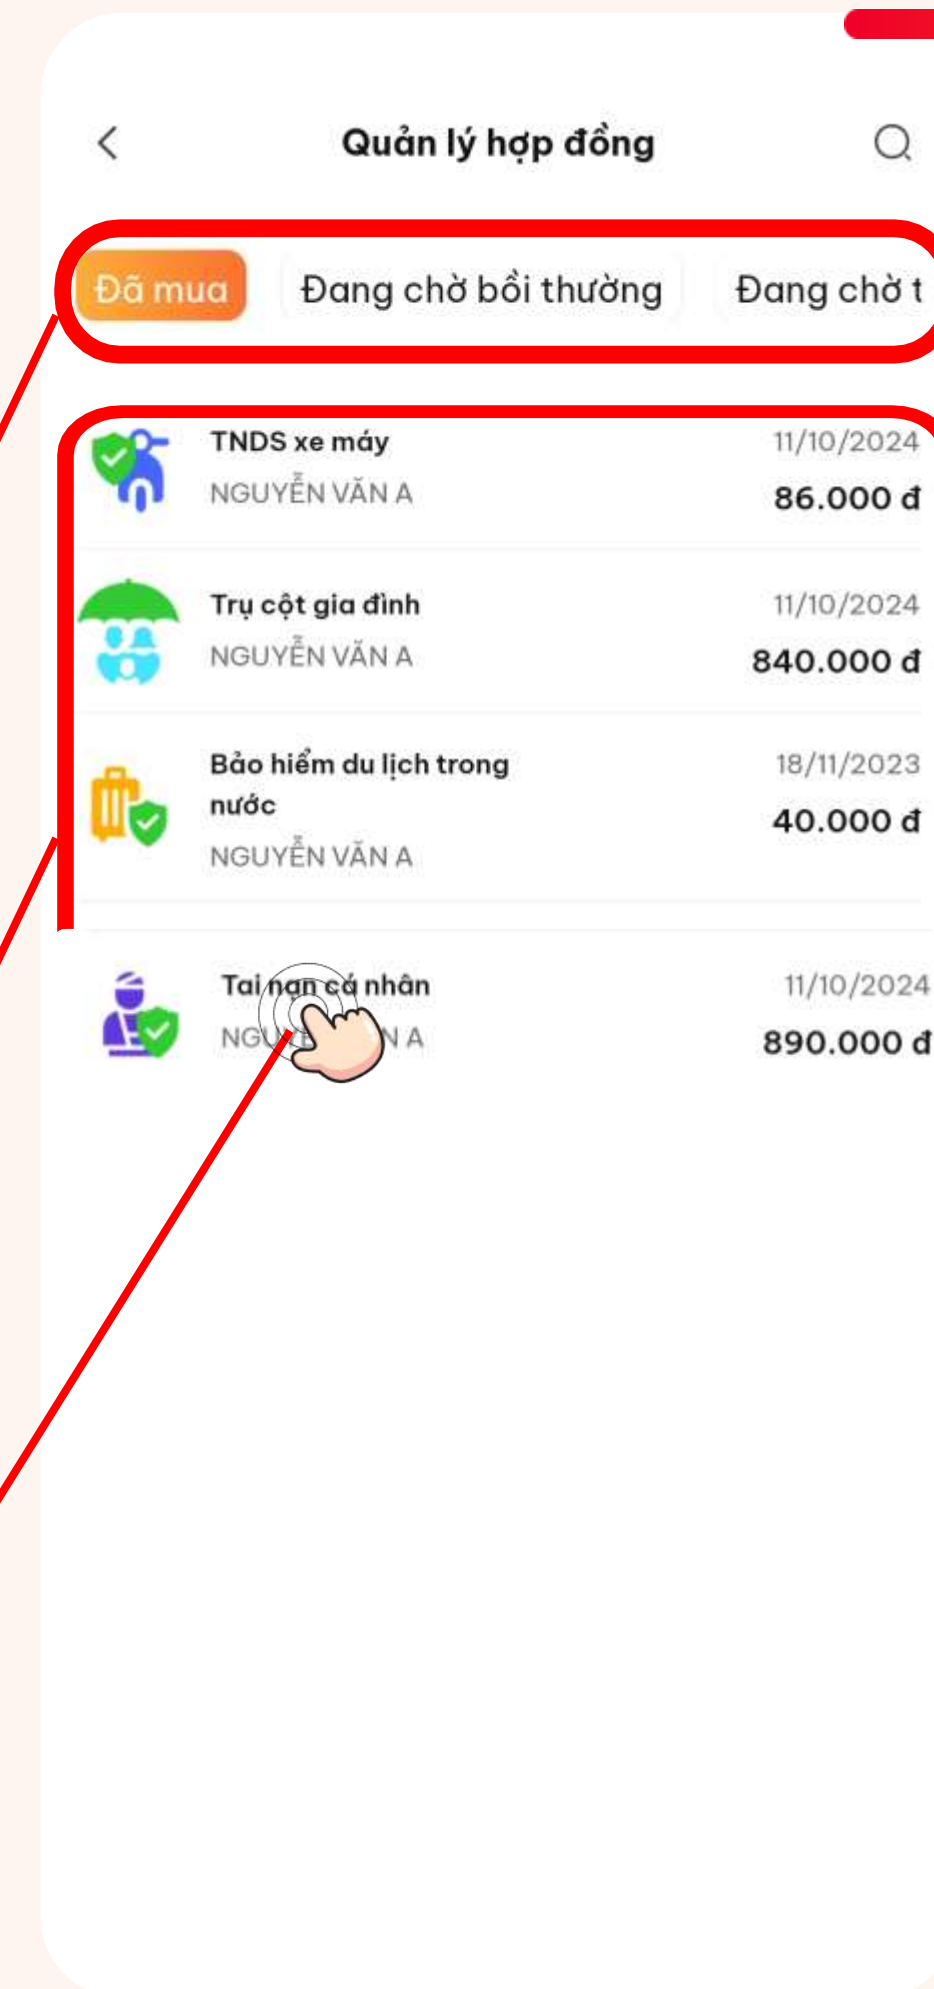 Quản lý hợp đồng
Đã mua
Đang chờ bồi thường
Đang chờ t
TNDS xe máy
11/10/2024
NGUYỄN VĂN A
86.000 đ
Trụ cột gia đình
11/10/2024
NGUYỄN VĂN A
840.000 đ
Bảo hiểm du lịch trong
nước
18/11/2023
40.000 đ
NGUYỄN VĂN A
Tai nạn cá nhân
11/10/2024
N A
890.000 đ